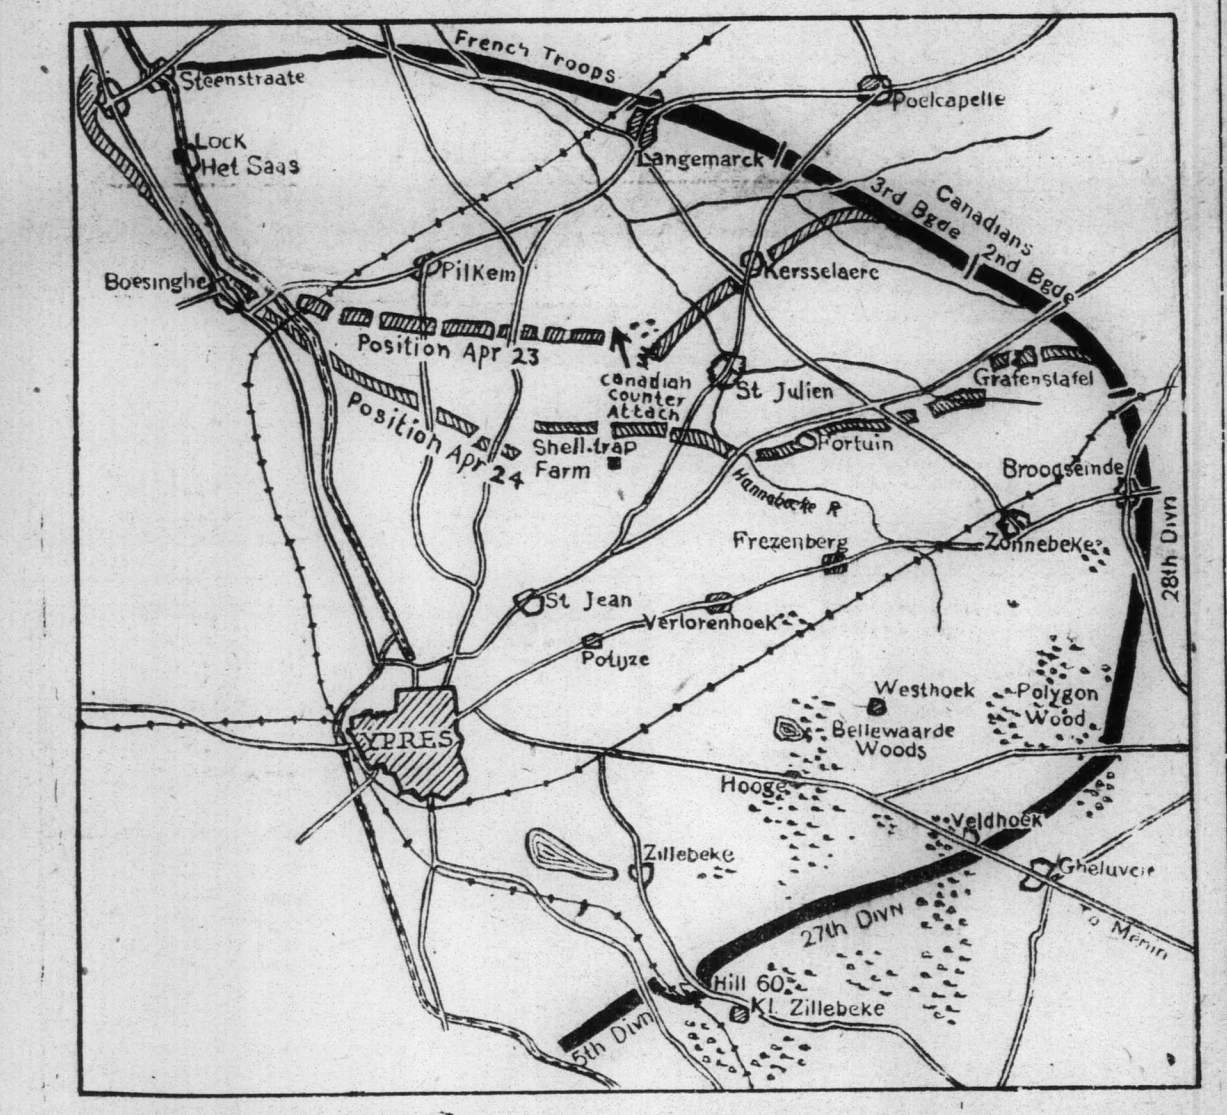 French Troops
Steenstraate
Poelcapelle
Lock
Het Saas
Langemarck
3rd Bgde
Canadians
2nd Bgde
Boesinghe
Pilkem
Kersselaere
Position Apr 23
Canadian
Counter
Attach
St Julien
Grafenstafel
Position Apr 24
Shell-trap
Farm
Fortuin
Hannebecke R
Broodseinde
28th Divn
Frezenberg
Zonnebeke
St Jean
Verlorenhoek
Potijze
Westhoek
Polygon
Wood
YPRES
Bellewaarde
Woods
Hooge
Veldhoek
Zillebeke
Gheluvelt
27th Divn
To Menin
Hill 60
Kl. Zillebeke
5th Divn